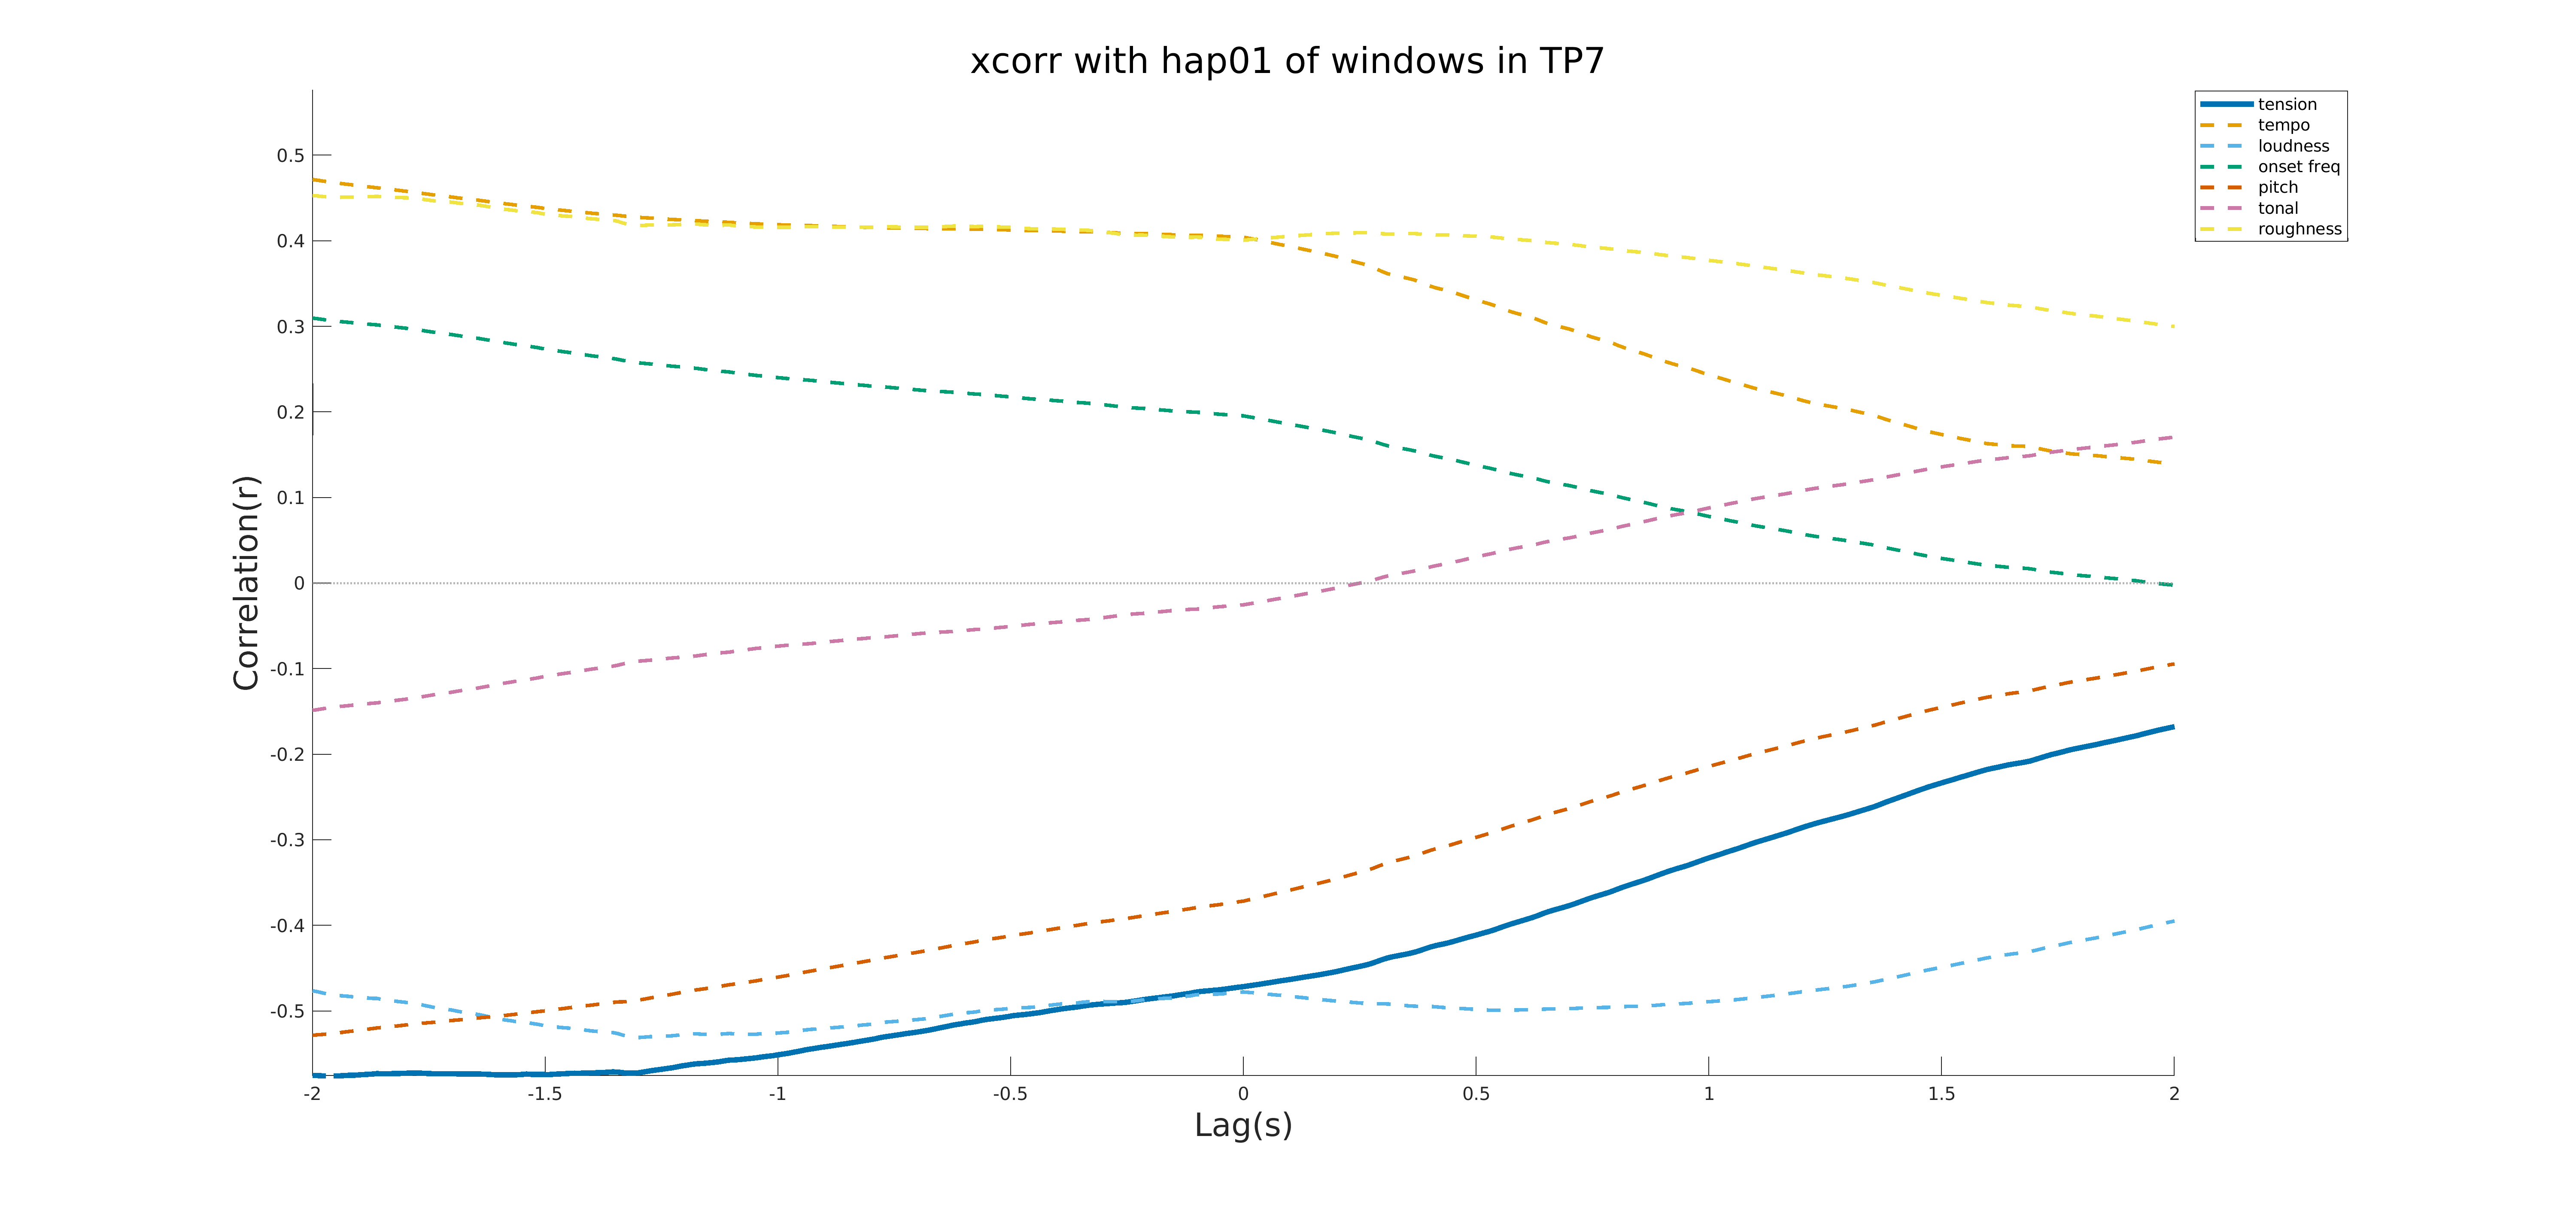 xcorr with hap01 of windows in TP7
tension
tempo
loudness
onset freq
pitch
tonal
roughness
0.5
0.4
0.3
0.2
0.1
0
-0.1
-0.2
-0.3
-0.4
-0.5
Correlation(r)
-2
-1.5
-1
-0.5
0
0.5
1
1.5
2
Lag(s)